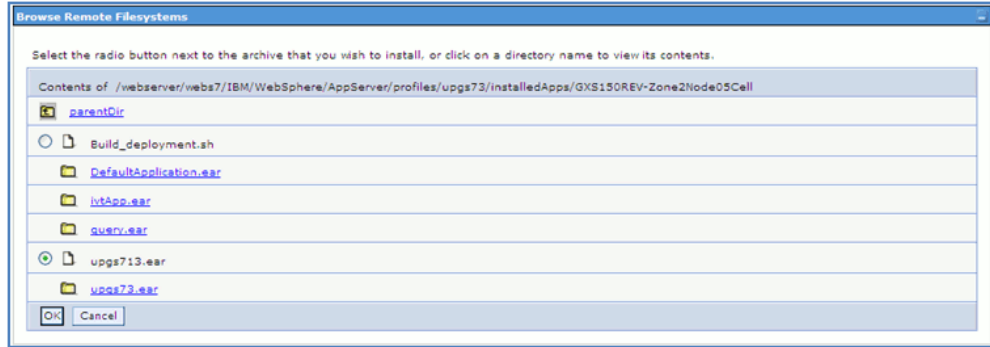 Browse Remote Filesystems
Select the radio button next to the archive that you wish to install, or click on a directory name to view its contents.
Contents of /webserver/webs7/IBM/WebSphere/AppServer/profiles/upgs73/installedApps/GXS150REV-Zone2Node05Cell
parentDir
Build_deployment.sh
DefaultApplication.ear
ivtApp.ear
query.ear
upgs713.ear
upgs73.ear
OK Cancel